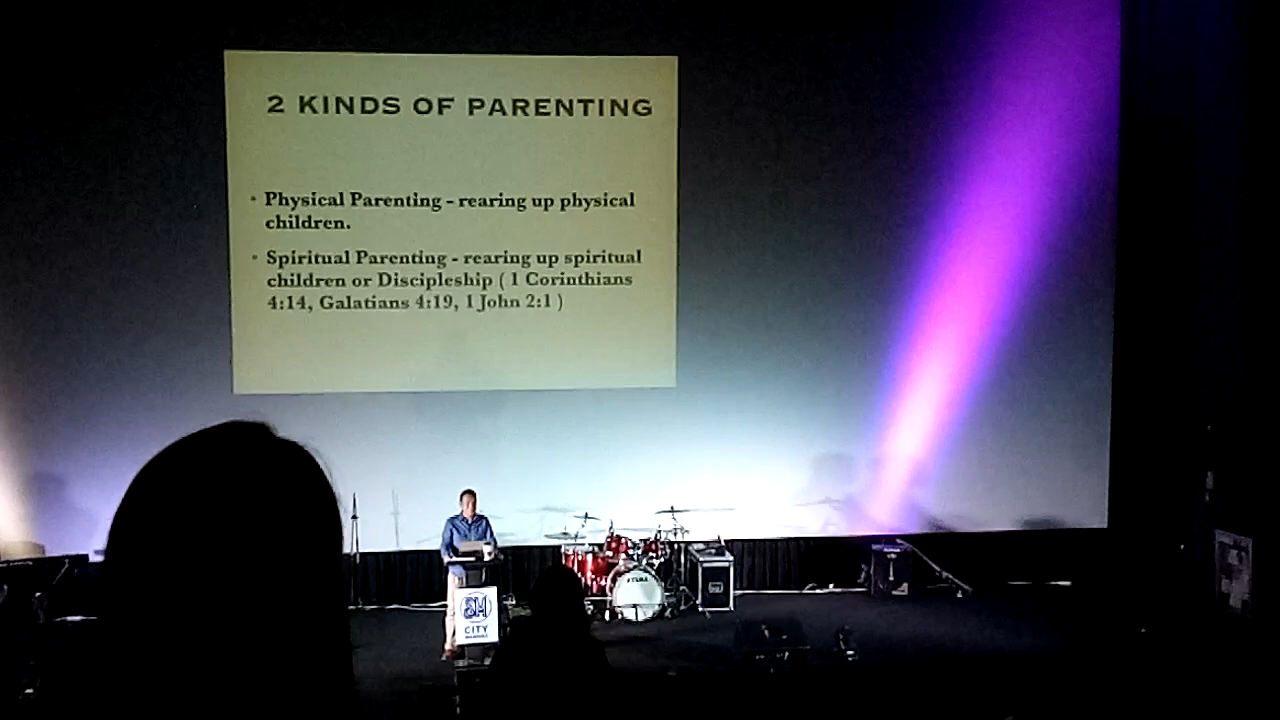 2 KINDS OF PARENTING
• Physical Parenting - rearing up physical
children.
• Spiritual Parenting - rearing up spiritual
children or Discipleship ( 1 Corinthians
4:14, Galatians 4:19, 1 John 2:1 )
TAMA
SM
CITY